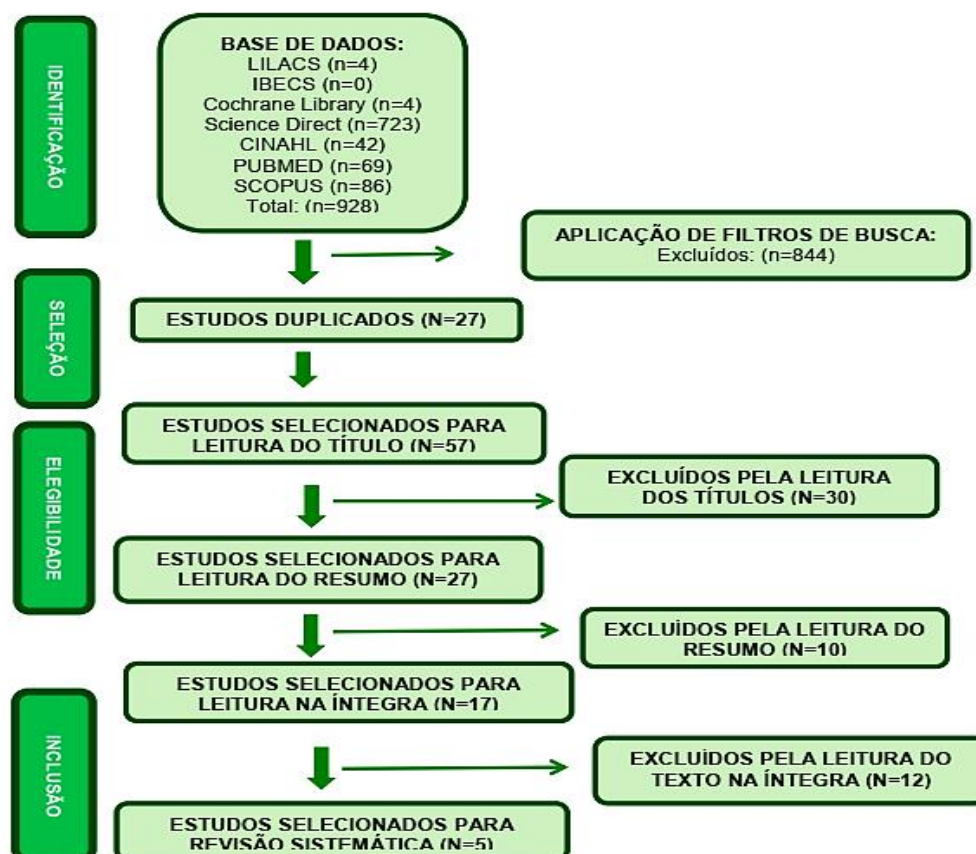 IDENTIFICAÇÃO
BASE DE DADOS:
LILACS (n=4)
IBECS (n=0)
Cochrane Library (n=4)
Science Direct (n=723)
CINAHL (n=42)
PUBMED (n=69)
SCOPUS (n=86)
Total: (n=928)
APLICAÇÃO DE FILTROS DE BUSCA:
Excluídos: (n=844)
SELEÇÃO
ESTUDOS DUPLICADOS (N=27)
ESTUDOS SELECIONADOS PARA
LEITURA DO TÍTULO (N=57)
ELEGIBILIDADE
EXCLUÍDOS PELA LEITURA
DOS TÍTULOS (N=30)
ESTUDOS SELECIONADOS PARA
LEITURA DO RESUMO (N=27)
EXCLUÍDOS PELA LEITURA DO
RESUMO (N=10)
ESTUDOS SELECIONADOS PARA
LEITURA NA ÍNTEGRA (N=17)
INCLUSÃO
EXCLUÍDOS PELA LEITURA DO
TEXTO NA ÍNTEGRA (N=12)
ESTUDOS SELECIONADOS PARA
REVISÃO SISTEMÁTICA (N=5)